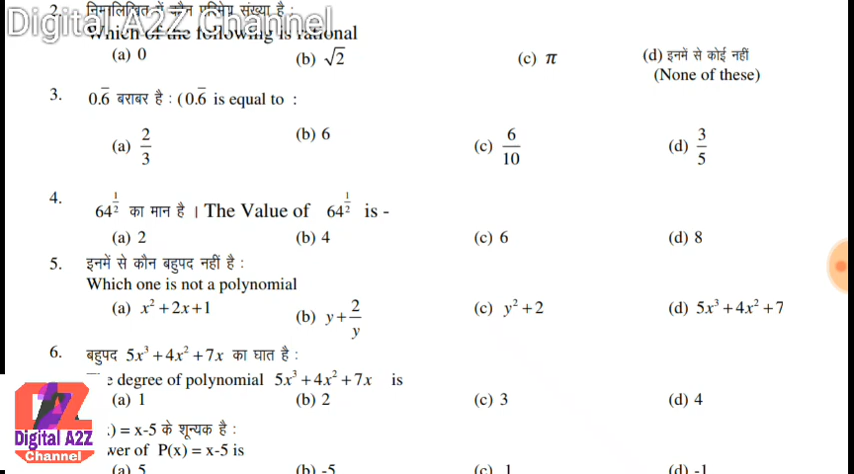 Digital A2Z Channel
2. निम्नलिखित में कौन परिमेय संख्या है :
Which of the following is rational
(a) 0 (b) √2 (c) π (d) इनमें से कोई नहीं
(None of these)
3. 0.6̅ बराबर है : (0.6̅ is equal to :
(a) 2/3 (b) 6 (c) 6/10 (d) 3/5
4. 64^(1/2) का मान है । The Value of 64^(1/2) is -
(a) 2 (b) 4 (c) 6 (d) 8
5. इनमें से कौन बहुपद नहीं है :
Which one is not a polynomial
(a) x²+2x+1 (b) y+2/y (c) y²+2 (d) 5x³+4x²+7
6. बहुपद 5x³+4x²+7x का घात है :
degree of polynomial 5x³+4x²+7x is
(a) 1 (b) 2 (c) 3 (d) 4
) = x-5 के शून्यक है :
wer of P(x) = x-5 is
(a) 5 (b) -5 (c) 1 (d) -1
Digital A2Z
Channel